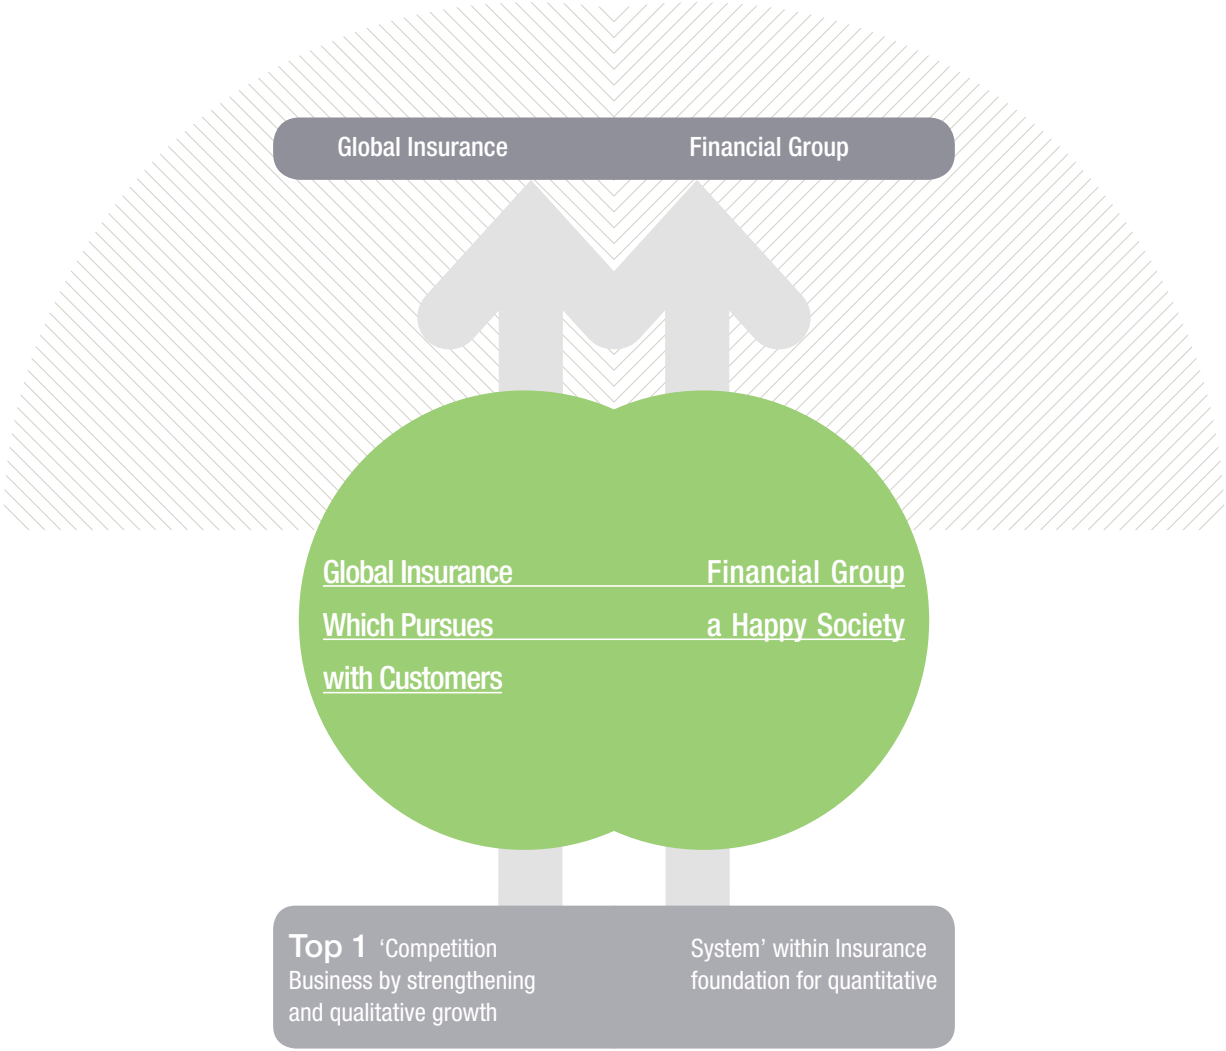 Global Insurance Financial Group
Global Insurance Financial Group
Which Pursues a Happy Society
with Customers
Top 1 ‘Competition System’ within Insurance
Business by strengthening foundation for quantitative
and qualitative growth